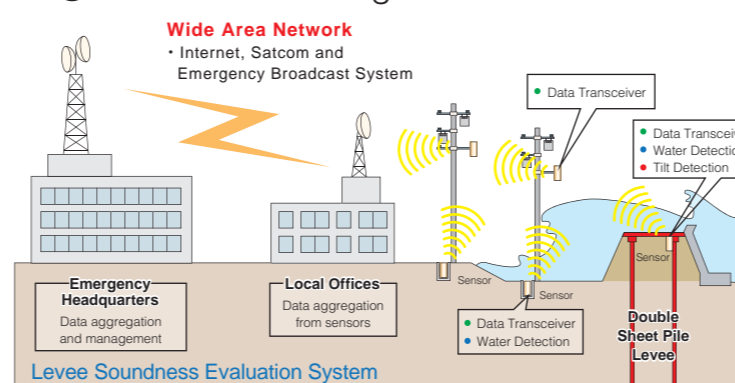 Wide Area Network
・Internet, Satcom and
Emergency Broadcast System
● Data Transceiver
● Data
● Water
● Tilt Detection
Sensor
Sensor
Sensor
Emergency
Headquarters
Data aggregation
and management
Local Offices
Data aggregation
from sensors
● Data Transceiver
● Water Detection
Double
Sheet Pile
Levee
Levee Soundness Evaluation System